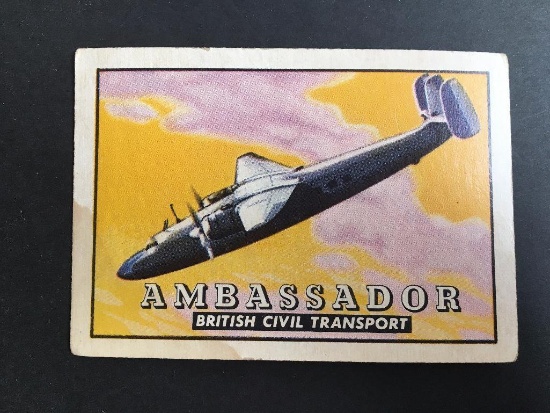 AMBASSADOR
BRITISH CIVIL TRANSPORT